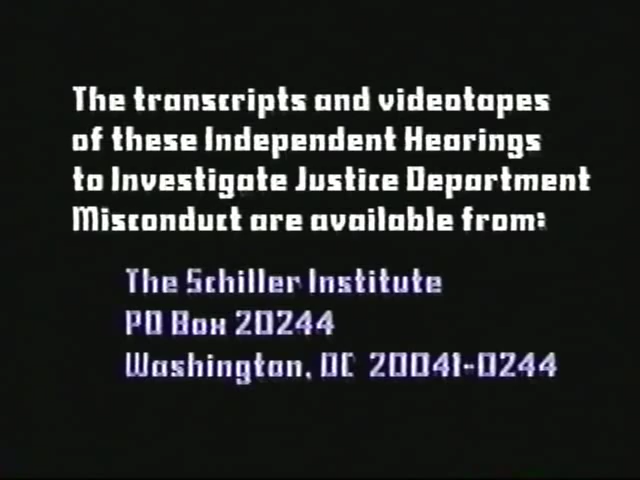 The transcripts and videotapes
of these Independent Hearings
to Investigate Justice Department
Misconduct are available from:
The Schiller Institute
PO Box 20244
Washington, DC 20041-0244